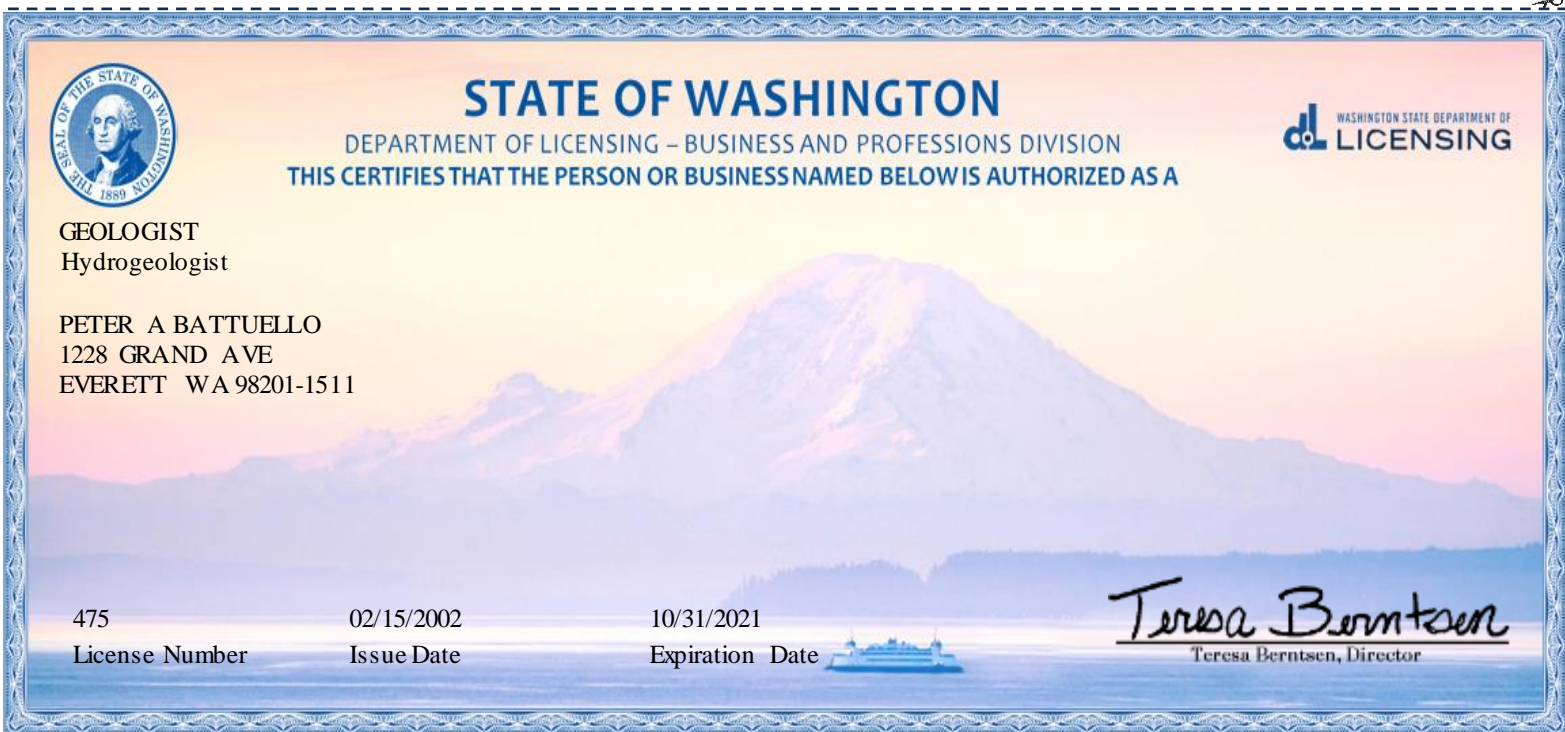 THE SEAL OF THE STATE OF WASHINGTON
1889
STATE OF WASHINGTON
DEPARTMENT OF LICENSING – BUSINESS AND PROFESSIONS DIVISION
THIS CERTIFIES THAT THE PERSON OR BUSINESS NAMED BELOW IS AUTHORIZED AS A
dol WASHINGTON STATE DEPARTMENT OF
LICENSING
GEOLOGIST
Hydrogeologist
PETER A BATTUELLO
1228 GRAND AVE
EVERETT WA 98201-1511
475
License Number
02/15/2002
Issue Date
10/31/2021
Expiration Date
Teresa Berntsen
Teresa Berntsen, Director